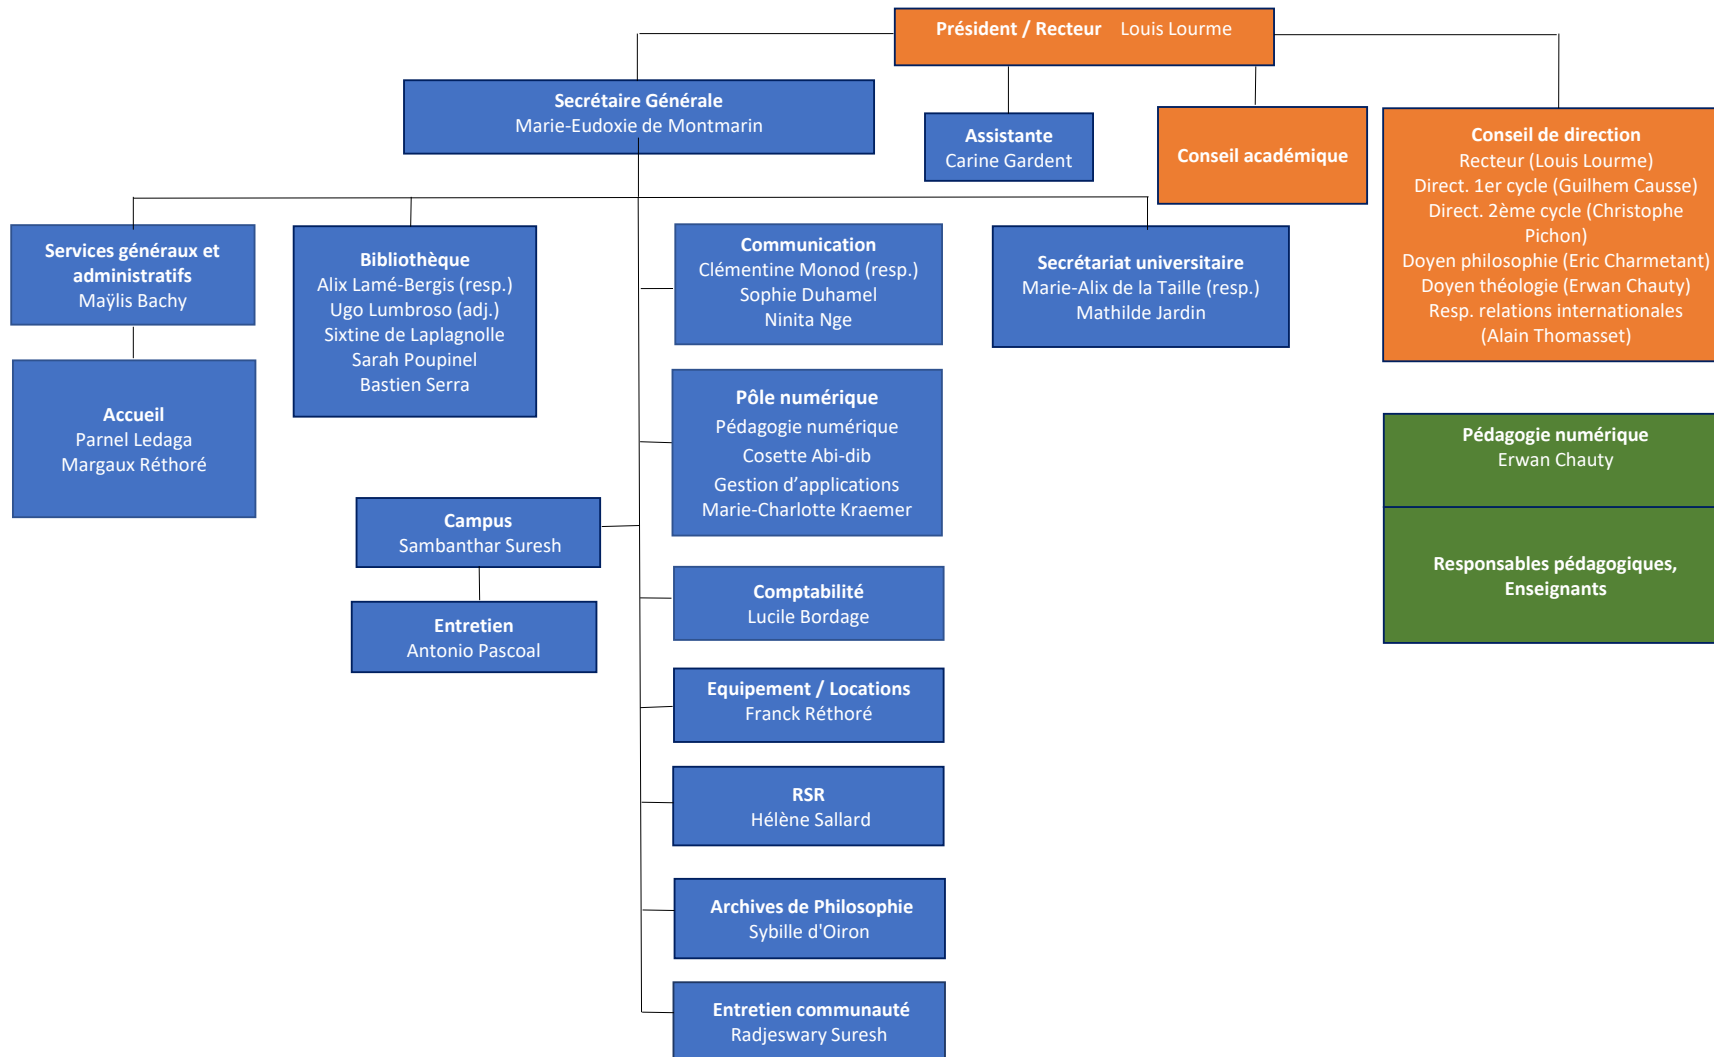 Président / Recteur Louis Lourme
Secrétaire Générale
Marie-Eudoxie de Montmarin
Assistante
Carine Gardent
Conseil académique
Conseil de direction
Recteur (Louis Lourme)
Direct. 1er cycle (Guilhem Causse)
Direct. 2ème cycle (Christophe
Pichon)
Doyen philosophie (Eric Charmetant)
Doyen théologie (Erwan Chauty)
Resp. relations internationales
(Alain Thomasset)
Services généraux et
administratifs
Maÿlis Bachy
Bibliothèque
Alix Lamé-Bergis (resp.)
Ugo Lumbroso (adj.)
Sixtine de Laplagnolle
Sarah Poupinel
Bastien Serra
Communication
Clémentine Monod (resp.)
Sophie Duhamel
Ninita Nge
Secrétariat universitaire
Marie-Alix de la Taille (resp.)
Mathilde Jardin
Accueil
Parnel Ledaga
Margaux Réthoré
Pôle numérique
Pédagogie numérique
Cosette Abi-dib
Gestion d’applications
Marie-Charlotte Kraemer
Pédagogie numérique
Erwan Chauty
Responsables pédagogiques,
Enseignants
Campus
Sambanthar Suresh
Entretien
Antonio Pascoal
Comptabilité
Lucile Bordage
Equipement / Locations
Franck Réthoré
RSR
Hélène Sallard
Archives de Philosophie
Sybille d'Oiron
Entretien communauté
Radjeswary Suresh